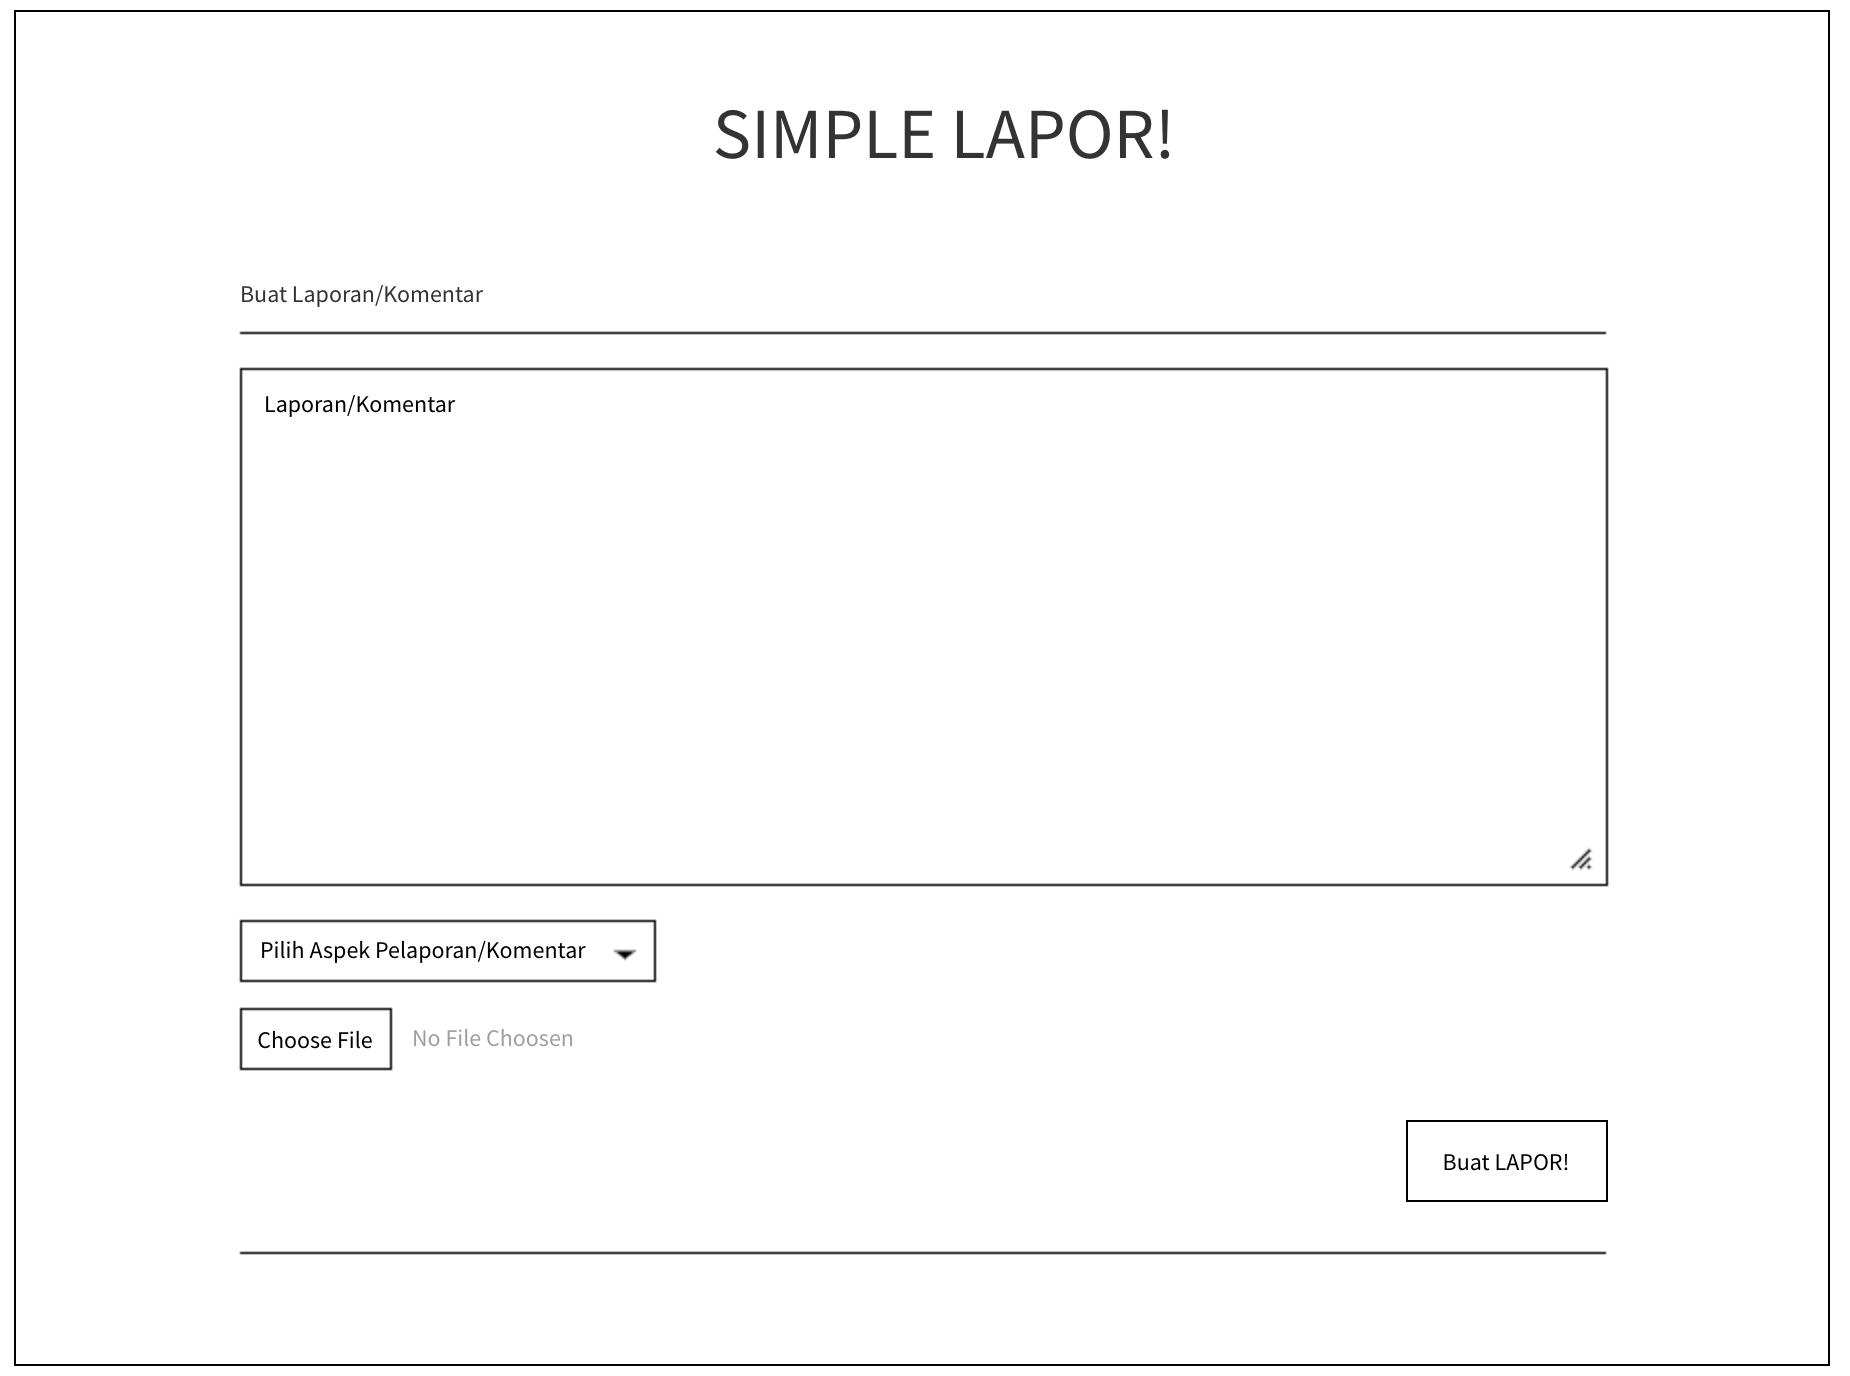 SIMPLE LAPOR!
Buat Laporan/Komentar
Laporan/Komentar
Pilih Aspek Pelaporan/Komentar
Choose File No File Choosen
Buat LAPOR!